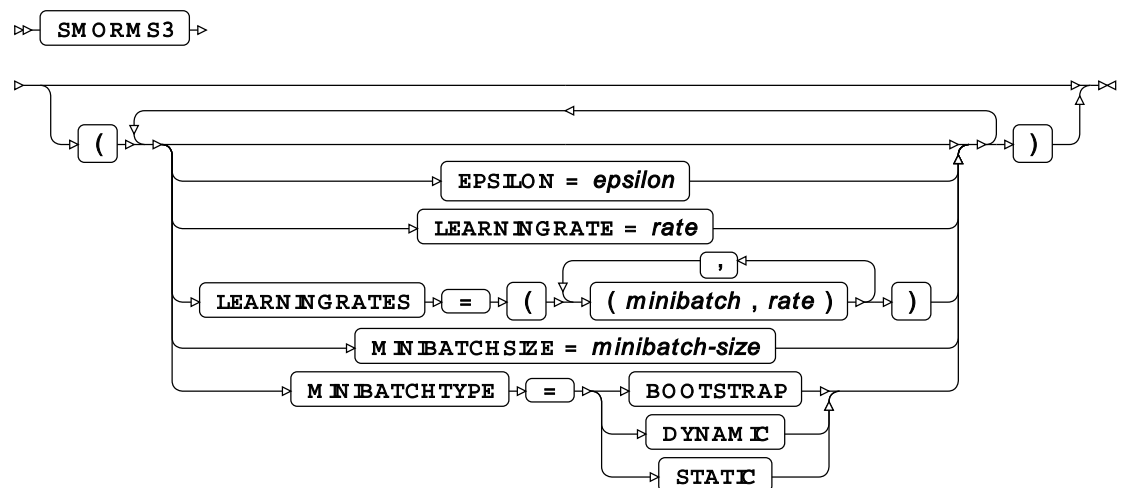 SMORMS3
( )
EPSILON = epsilon
LEARNINGRATE = rate
,
LEARNINGRATES = ( ( minibatch , rate ) )
MINIBATCHSIZE = minibatch-size
MINIBATCHTYPE = BOOTSTRAP
DYNAMIC
STATIC